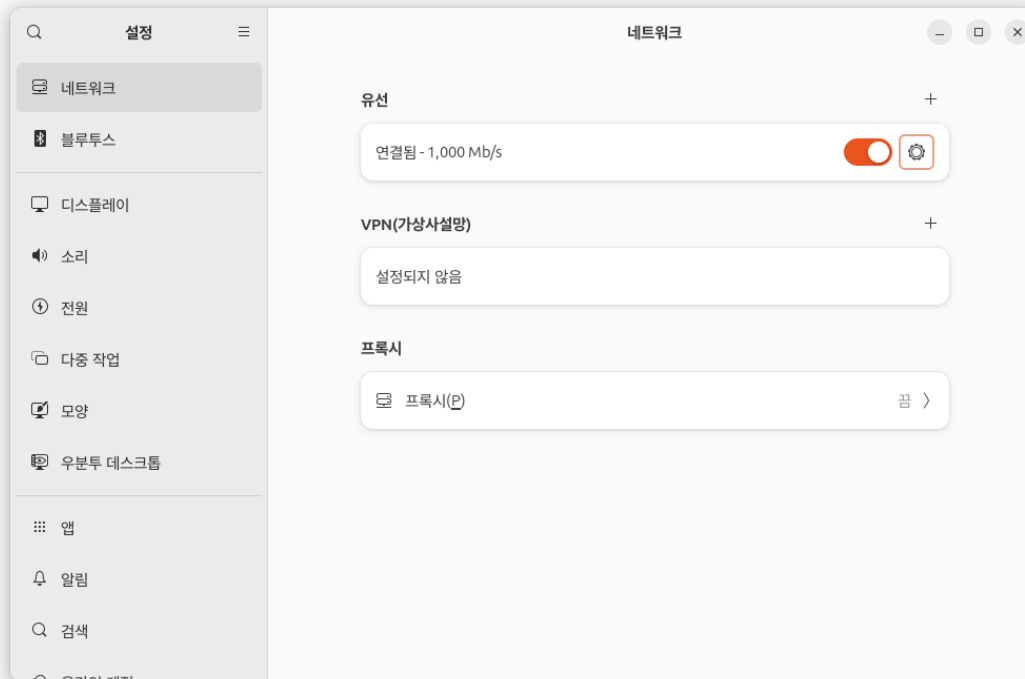 설정
네트워크
블루투스
디스플레이
소리
전원
다중 작업
모양
우분투 데스크톱
앱
알림
검색
네트워크
유선
연결됨 - 1,000 Mb/s
VPN(가상사설망)
설정되지 않음
프록시
프록시(P)
끔